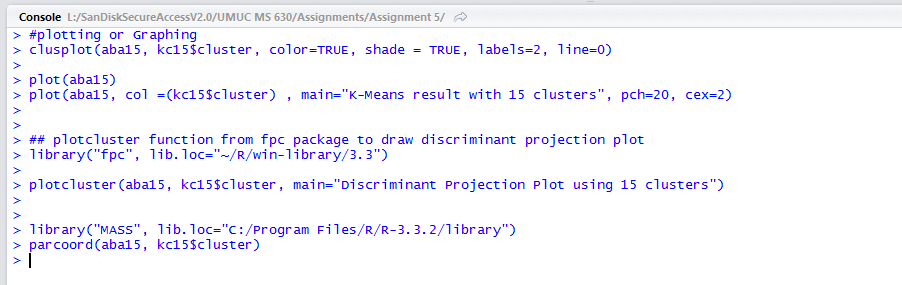 Console L:/SanDiskSecureAccessV2.0/UMUC MS 630/Assignments/Assignment 5/
> #plotting or Graphing
> clusplot(aba15, kc15$cluster, color=TRUE, shade = TRUE, labels=2, line=0)
>
> plot(aba15)
> plot(aba15, col =(kc15$cluster) , main="K-Means result with 15 clusters", pch=20, cex=2)
>
>
> ## plotcluster function from fpc package to draw discriminant projection plot
> library("fpc", lib.loc="~/R/win-library/3.3")
>
> plotcluster(aba15, kc15$cluster, main="Discriminant Projection Plot using 15 clusters")
>
>
> library("MASS", lib.loc="C:/Program Files/R/R-3.3.2/library")
> parcoord(aba15, kc15$cluster)
>